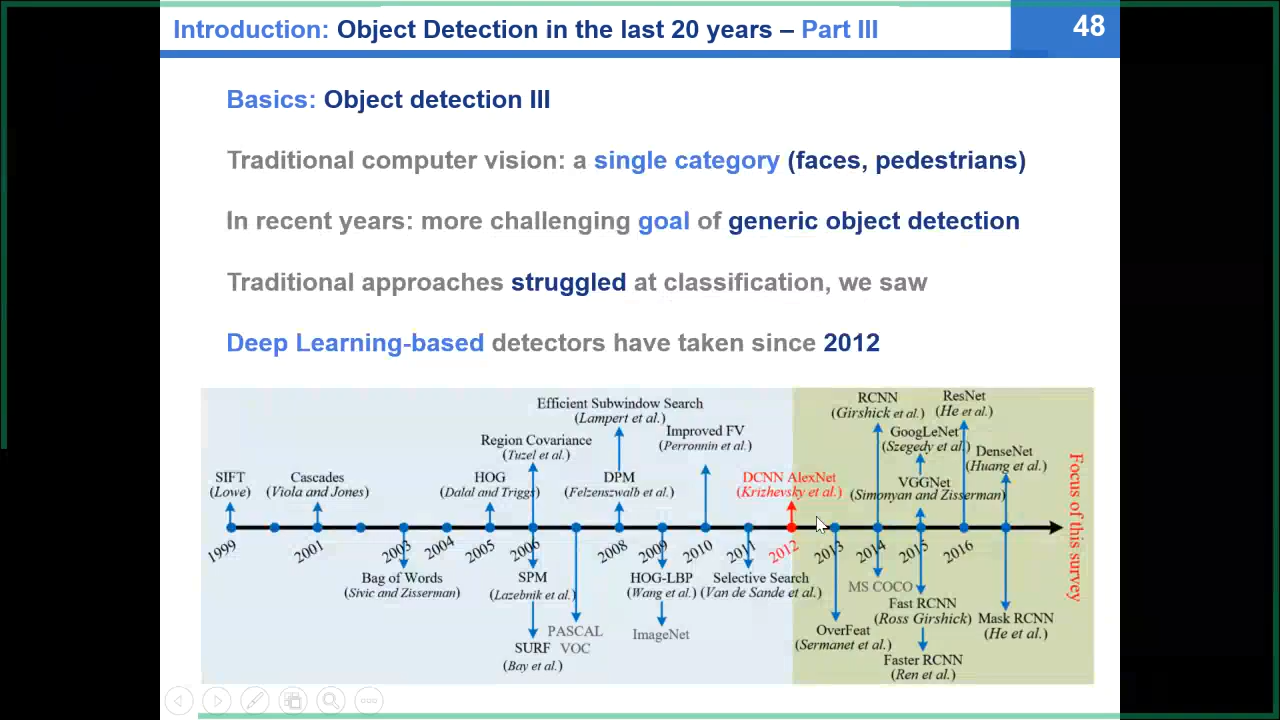 Introduction: Object Detection in the last 20 years – Part III
48
Basics: Object detection III
Traditional computer vision: a single category (faces, pedestrians)
In recent years: more challenging goal of generic object detection
Traditional approaches struggled at classification, we saw
Deep Learning-based detectors have taken since 2012
Efficient Subwindow Search
(Lampert et al.)
Region Covariance
(Tuzel et al.)
Improved FV
(Perronnin et al.)
SIFT
(Lowe)
Cascades
(Viola and Jones)
HOG
(Dalal and Triggs)
DPM
(Felzenszwalb et al.)
DCNN AlexNet
(Krizhevsky et al.)
RCNN
(Girshick et al.)
ResNet
(He et al.)
GoogLeNet
(Szegedy et al.)
DenseNet
(Huang et al.)
VGGNet
(Simonyan and Zisserman)
Focus of this survey
1999 2001 2003 2004 2005 2006 2008 2009 2010 2011 2012 2013 2014 2015 2016
Bag of Words
(Sivic and Zisserman)
SPM
(Lazebnik et al.)
SURF
(Bay et al.)
PASCAL
VOC
HOG-LBP
(Wang et al.)
ImageNet
Selective Search
(Van de Sande et al.)
OverFeat
(Sermanet et al.)
MS COCO
Fast RCNN
(Ross Girshick)
Faster RCNN
(Ren et al.)
Mask RCNN
(He et al.)